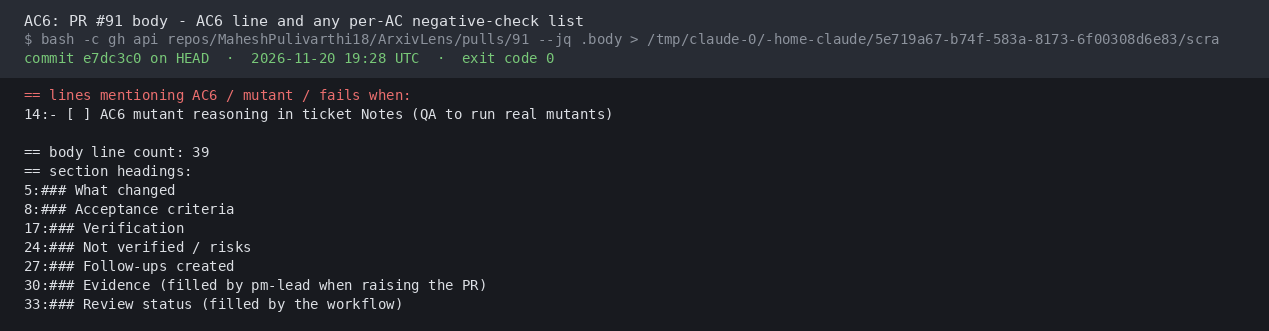 AC6: PR #91 body - AC6 line and any per-AC negative-check list
$ bash -c gh api repos/MaheshPulivarthi18/ArxivLens/pulls/91 --jq .body > /tmp/claude-0/-home-claude/5e719a67-b74f-583a-8173-6f00308d6e83/scra
commit e7dc3c0 on HEAD · 2026-11-20 19:28 UTC · exit code 0
== lines mentioning AC6 / mutant / fails when:
14:- [ ] AC6 mutant reasoning in ticket Notes (QA to run real mutants)
== body line count: 39
== section headings:
5:### What changed
8:### Acceptance criteria
17:### Verification
24:### Not verified / risks
27:### Follow-ups created
30:### Evidence (filled by pm-lead when raising the PR)
33:### Review status (filled by the workflow)